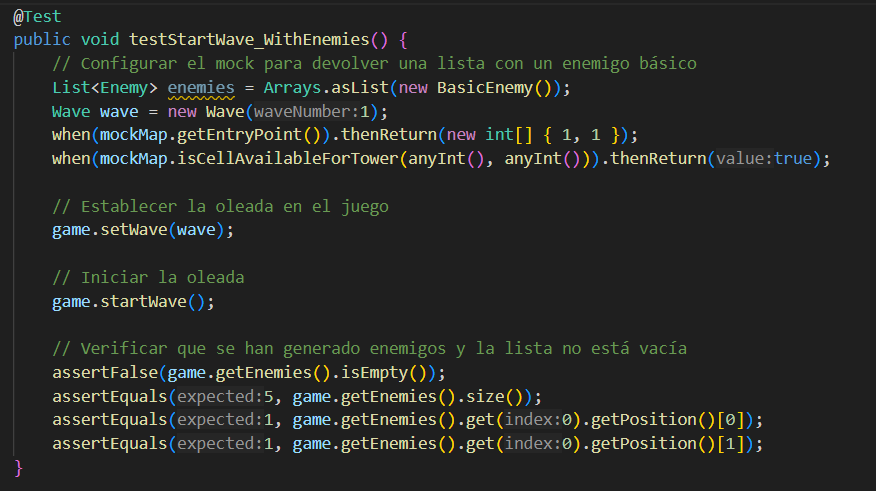 @Test
public void testStartWave_WithEnemies() {
// Configurar el mock para devolver una lista con un enemigo básico
List<Enemy> enemies = Arrays.asList(new BasicEnemy());
Wave wave = new Wave(waveNumber:1);
when(mockMap.getEntryPoint()).thenReturn(new int[] { 1, 1 });
when(mockMap.isCellAvailableForTower(anyInt(), anyInt())).thenReturn(value:true);
// Establecer la oleada en el juego
game.setWave(wave);
// Iniciar la oleada
game.startWave();
// Verificar que se han generado enemigos y la lista no está vacía
assertFalse(game.getEnemies().isEmpty());
assertEquals(expected:5, game.getEnemies().size());
assertEquals(expected:1, game.getEnemies().get(index:0).getPosition()[0]);
assertEquals(expected:1, game.getEnemies().get(index:0).getPosition()[1]);
}